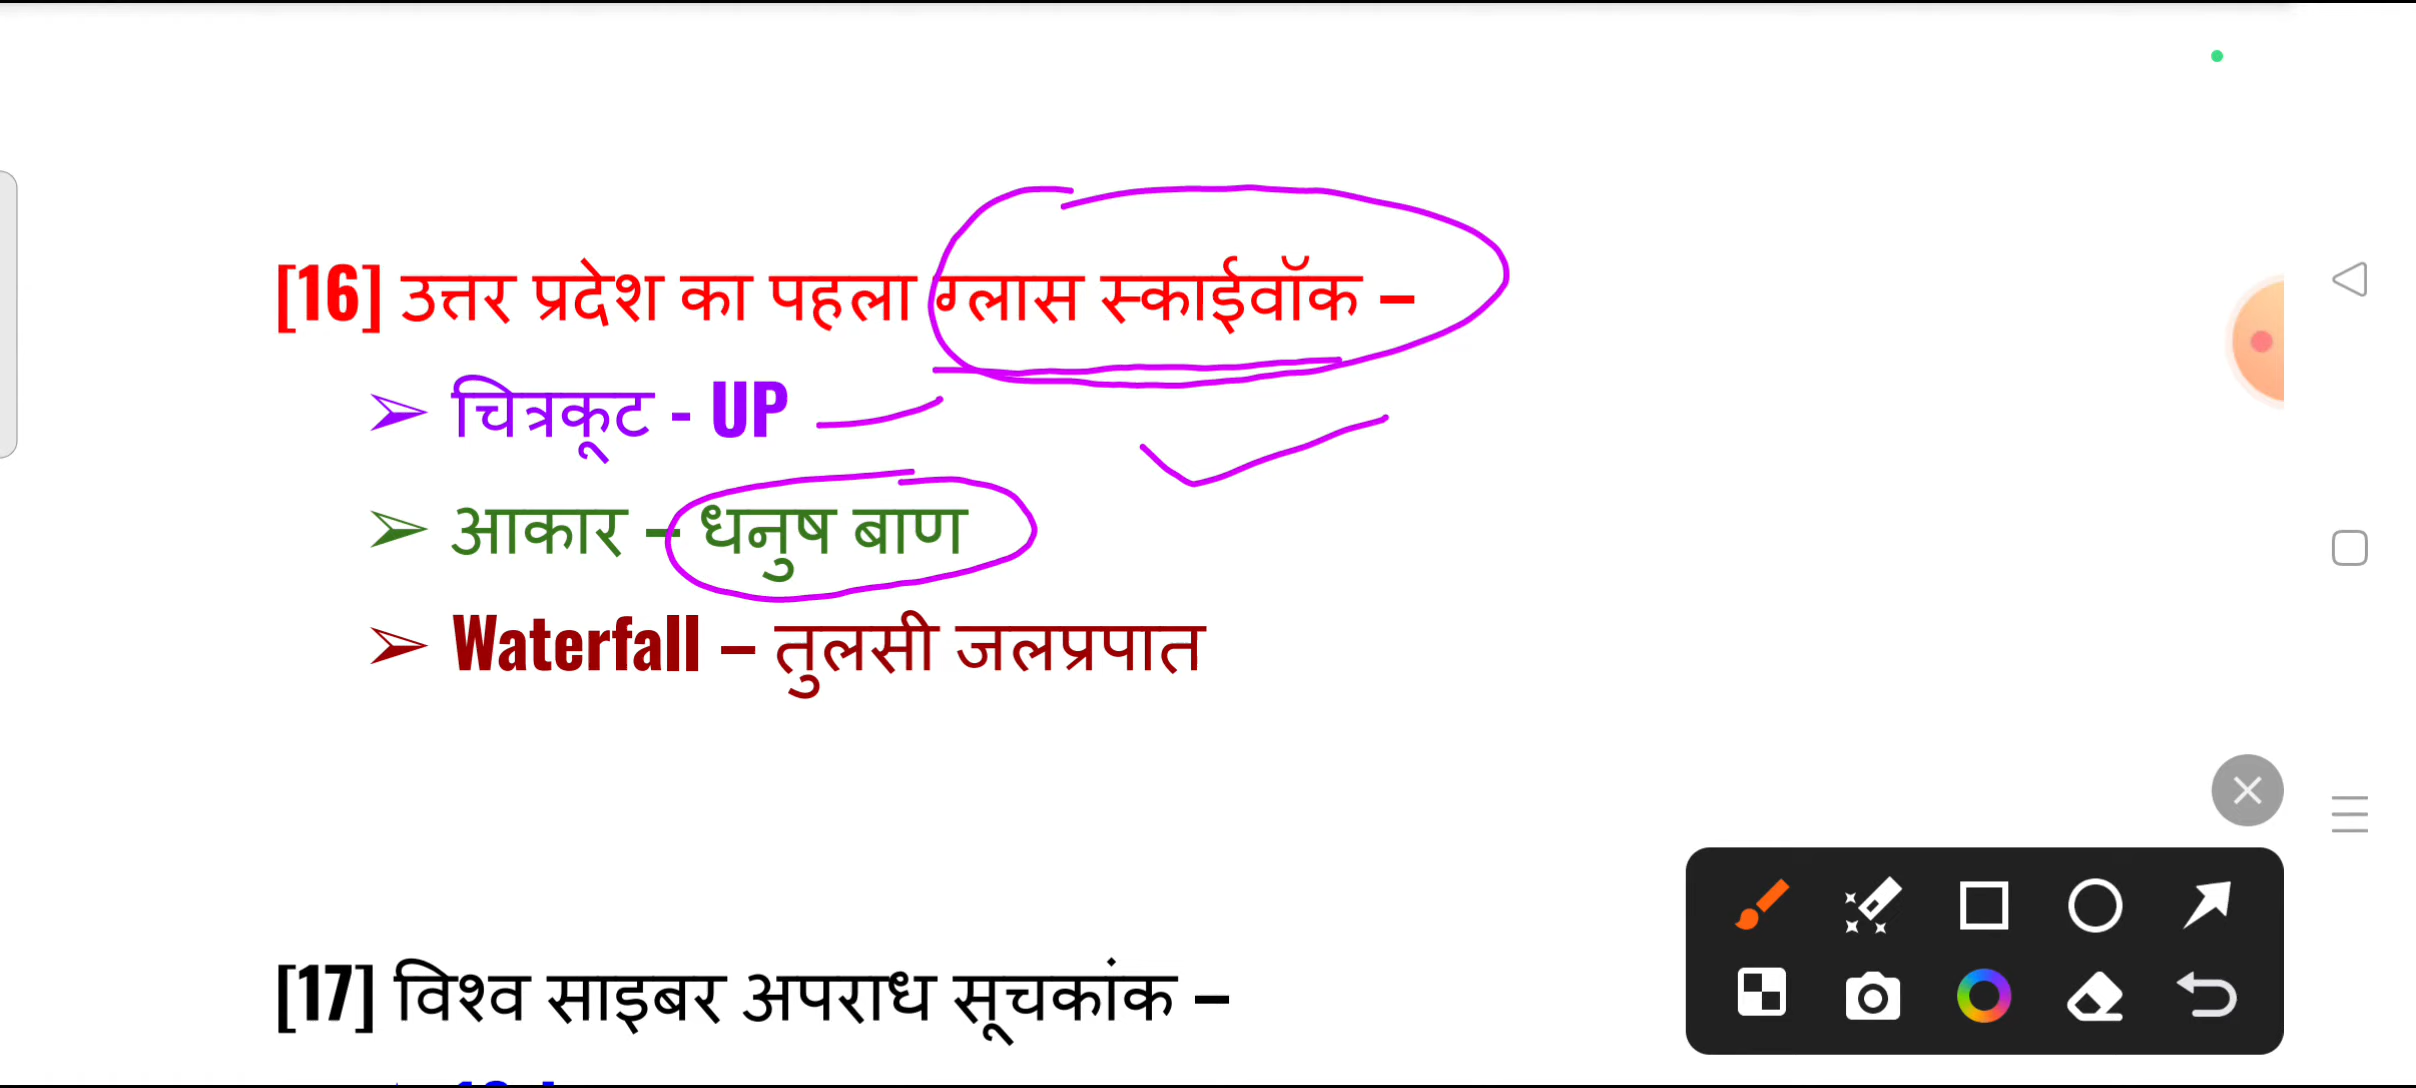 [16] उत्तर प्रदेश का पहला ग्लास स्काईवॉक –
➢ चित्रकूट - UP
➢ आकार – धनुष बाण
➢ Waterfall – तुलसी जलप्रपात
[17] विश्व साइबर अपराध सूचकांक –